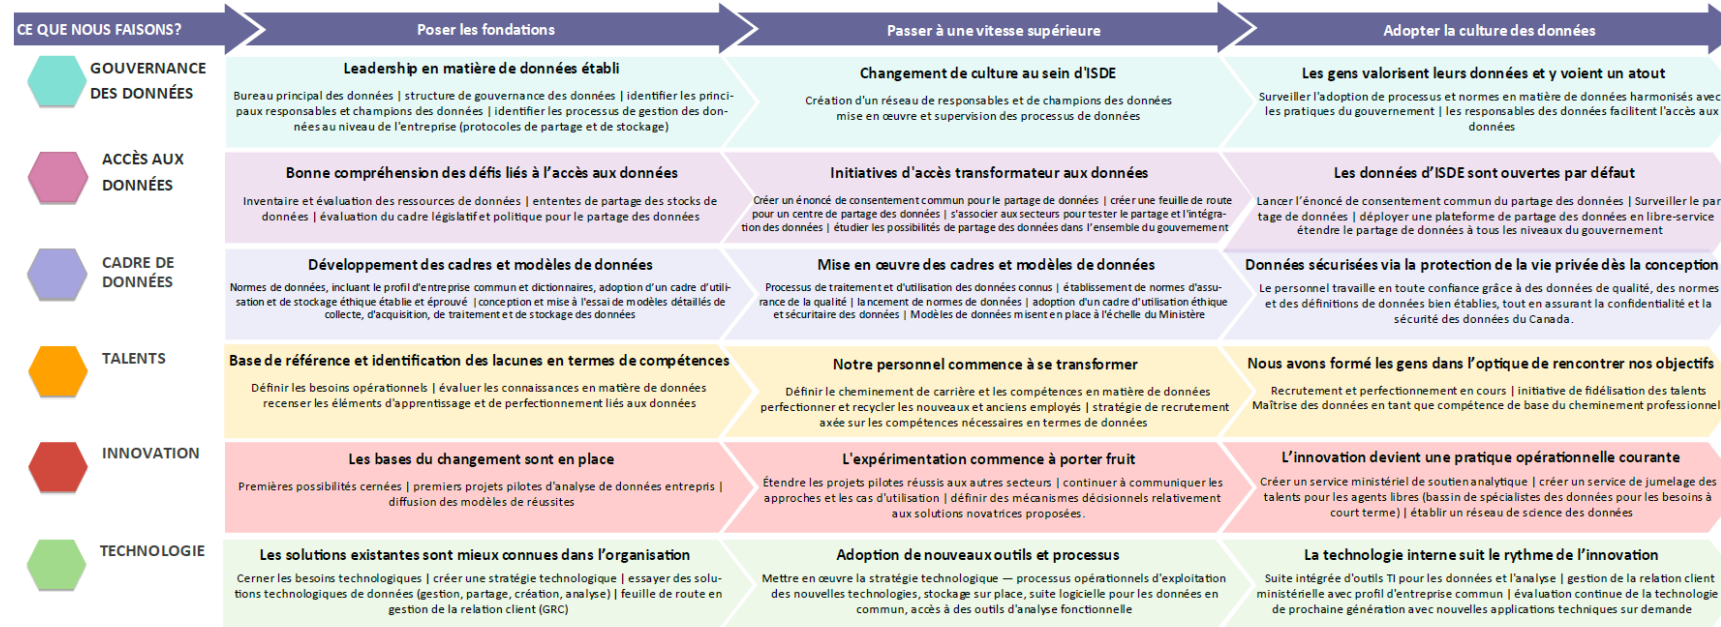 CE QUE NOUS FAISONS?
Poser les fondations
Passer à une vitesse supérieure
Adopter la culture des données
GOUVERNANCE
DES DONNÉES
Leadership en matière de données établi
Bureau principal des données | structure de gouvernance des données | identifier les princi-
paux responsables et champions des données | identifier les processus de gestion des don-
nées au niveau de l'entreprise (protocoles de partage et de stockage)
Changement de culture au sein d'ISDE
Création d'un réseau de responsables et de champions des données
mise en œuvre et supervision des processus de données
Les gens valorisent leurs données et y voient un atout
Surveiller l'adoption de processus et normes en matière de données harmonisés avec
les pratiques du gouvernement | les responsables des données facilitent l'accès aux
données
ACCÈS AUX
DONNÉES
Bonne compréhension des défis liés à l'accès aux données
Inventaire et évaluation des ressources de données | ententes de partage des stocks de
données | évaluation du cadre législatif et politique pour le partage des données
Initiatives d'accès transformateur aux données
Créer un énoncé de consentement commun pour le partage de données | créer une feuille de route
pour un centre de partage des données | s'associer aux secteurs pour tester le partage et l'intégra-
tion des données | étudier les possibilités de partage des données dans l'ensemble du gouvernement
Les données d'ISDE sont ouvertes par défaut
Lancer l'énoncé de consentement commun du partage des données | Surveiller le par
tage de données | déployer une plateforme de partage des données en libre-service
étendre le partage de données à tous les niveaux du gouvernement
CADRE DE
DONNÉES
Développement des cadres et modèles de données
Normes de données, incluant le profil d'entreprise commun et dictionnaires, adoption d'un cadre d'utili-
sation et de stockage éthique établie et éprouvé | conception et mise à l'essai de modèles détaillés de
collecte, d'acquisition, de traitement et de stockage des données
Mise en œuvre des cadres et modèles de données
Processus de traitement et d'utilisation des données connus | établissement de normes d'assu-
rance de la qualité | lancement de normes de données | adoption d'un cadre d'utilisation éthique
et sécuritaire des données | Modèles de données misent en place à l'échelle du Ministère
Données sécurisées via la protection de la vie privée dès la conception
Le personnel travaille en toute confiance grâce à des données de qualité, des normes
et des définitions de données bien établies, tout en assurant la confidentialité et la
sécurité des données du Canada.
TALENTS
Base de référence et identification des lacunes en termes de compétences
Définir les besoins opérationnels | évaluer les connaissances en matière de données
recenser les éléments d'apprentissage et de perfectionnement liés aux données
Notre personnel commence à se transformer
Définir le cheminement de carrière et les compétences en matière de données
perfectionner et recycler les nouveaux et anciens employés | stratégie de recrutement
axée sur les compétences nécessaires en termes de données
Nous avons formé les gens dans l'optique de rencontrer nos objectifs
Recrutement et perfectionnement en cours | initiative de fidélisation des talents
Maîtrise des données en tant que compétence de base du cheminement professionnel
INNOVATION
Les bases du changement sont en place
Premières possibilités cernées | premiers projets pilotes d'analyse de données entrepris |
diffusion des modèles de réussites
L'expérimentation commence à porter fruit
Étendre les projets pilotes réussis aux autres secteurs | continuer à communiquer les
approches et les cas d'utilisation | définir des mécanismes décisionnels relativement
aux solutions novatrices proposées.
L'innovation devient une pratique opérationnelle courante
Créer un service ministériel de soutien analytique | créer un service de jumelage des
talents pour les agents libres (bassin de spécialistes des données pour les besoins à
court terme) | établir un réseau de science des données
TECHNOLOGIE
Les solutions existantes sont mieux connues dans l'organisation
Cerner les besoins technologiques | créer une stratégie technologique | essayer des solu-
tions technologiques de données (gestion, partage, création, analyse) | feuille de route en
gestion de la relation client (GRC)
Adoption de nouveaux outils et processus
Mettre en œuvre la stratégie technologique — processus opérationnels d'exploitation
des nouvelles technologies, stockage sur place, suite logicielle pour les données en
commun, accès à des outils d'analyse fonctionnelle
La technologie interne suit le rythme de l'innovation
Suite intégrée d'outils TI pour les données et l'analyse | gestion de la relation client
ministérielle avec profil d'entreprise commun | évaluation continue de la technologie
de prochaine génération avec nouvelles applications techniques sur demande